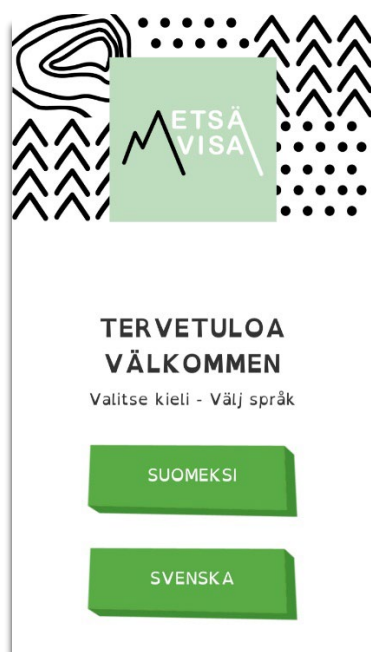 METSÄ
VISA
TERVETULOA
VÄLKOMMEN
Valitse kieli - Välj språk
SUOMEKSI
SVENSKA